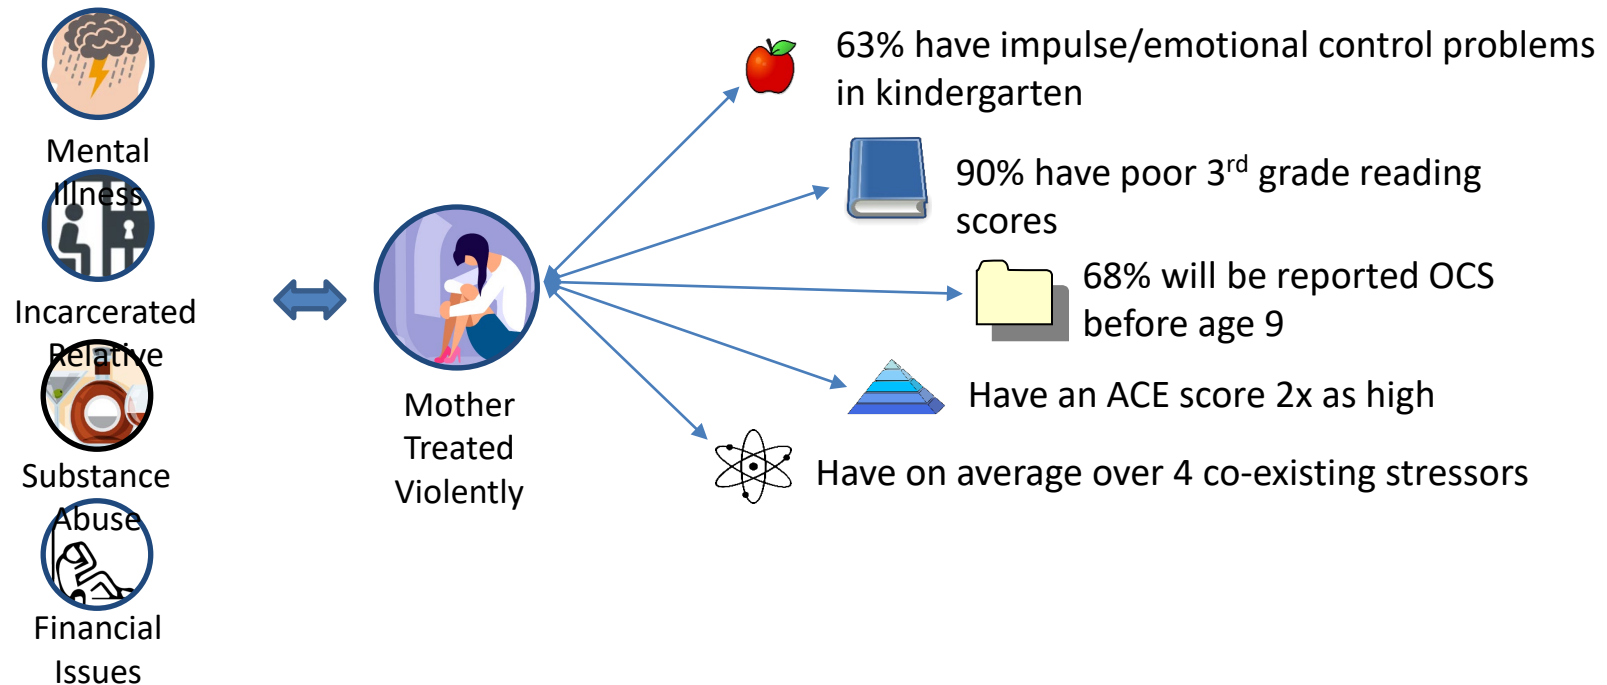 Mental
Illness
Incarcerated
Relative
Substance
Abuse
Financial
Issues
Mother
Treated
Violently
63% have impulse/emotional control problems
in kindergarten
90% have poor 3rd grade reading
scores
68% will be reported OCS
before age 9
Have an ACE score 2x as high
Have on average over 4 co-existing stressors